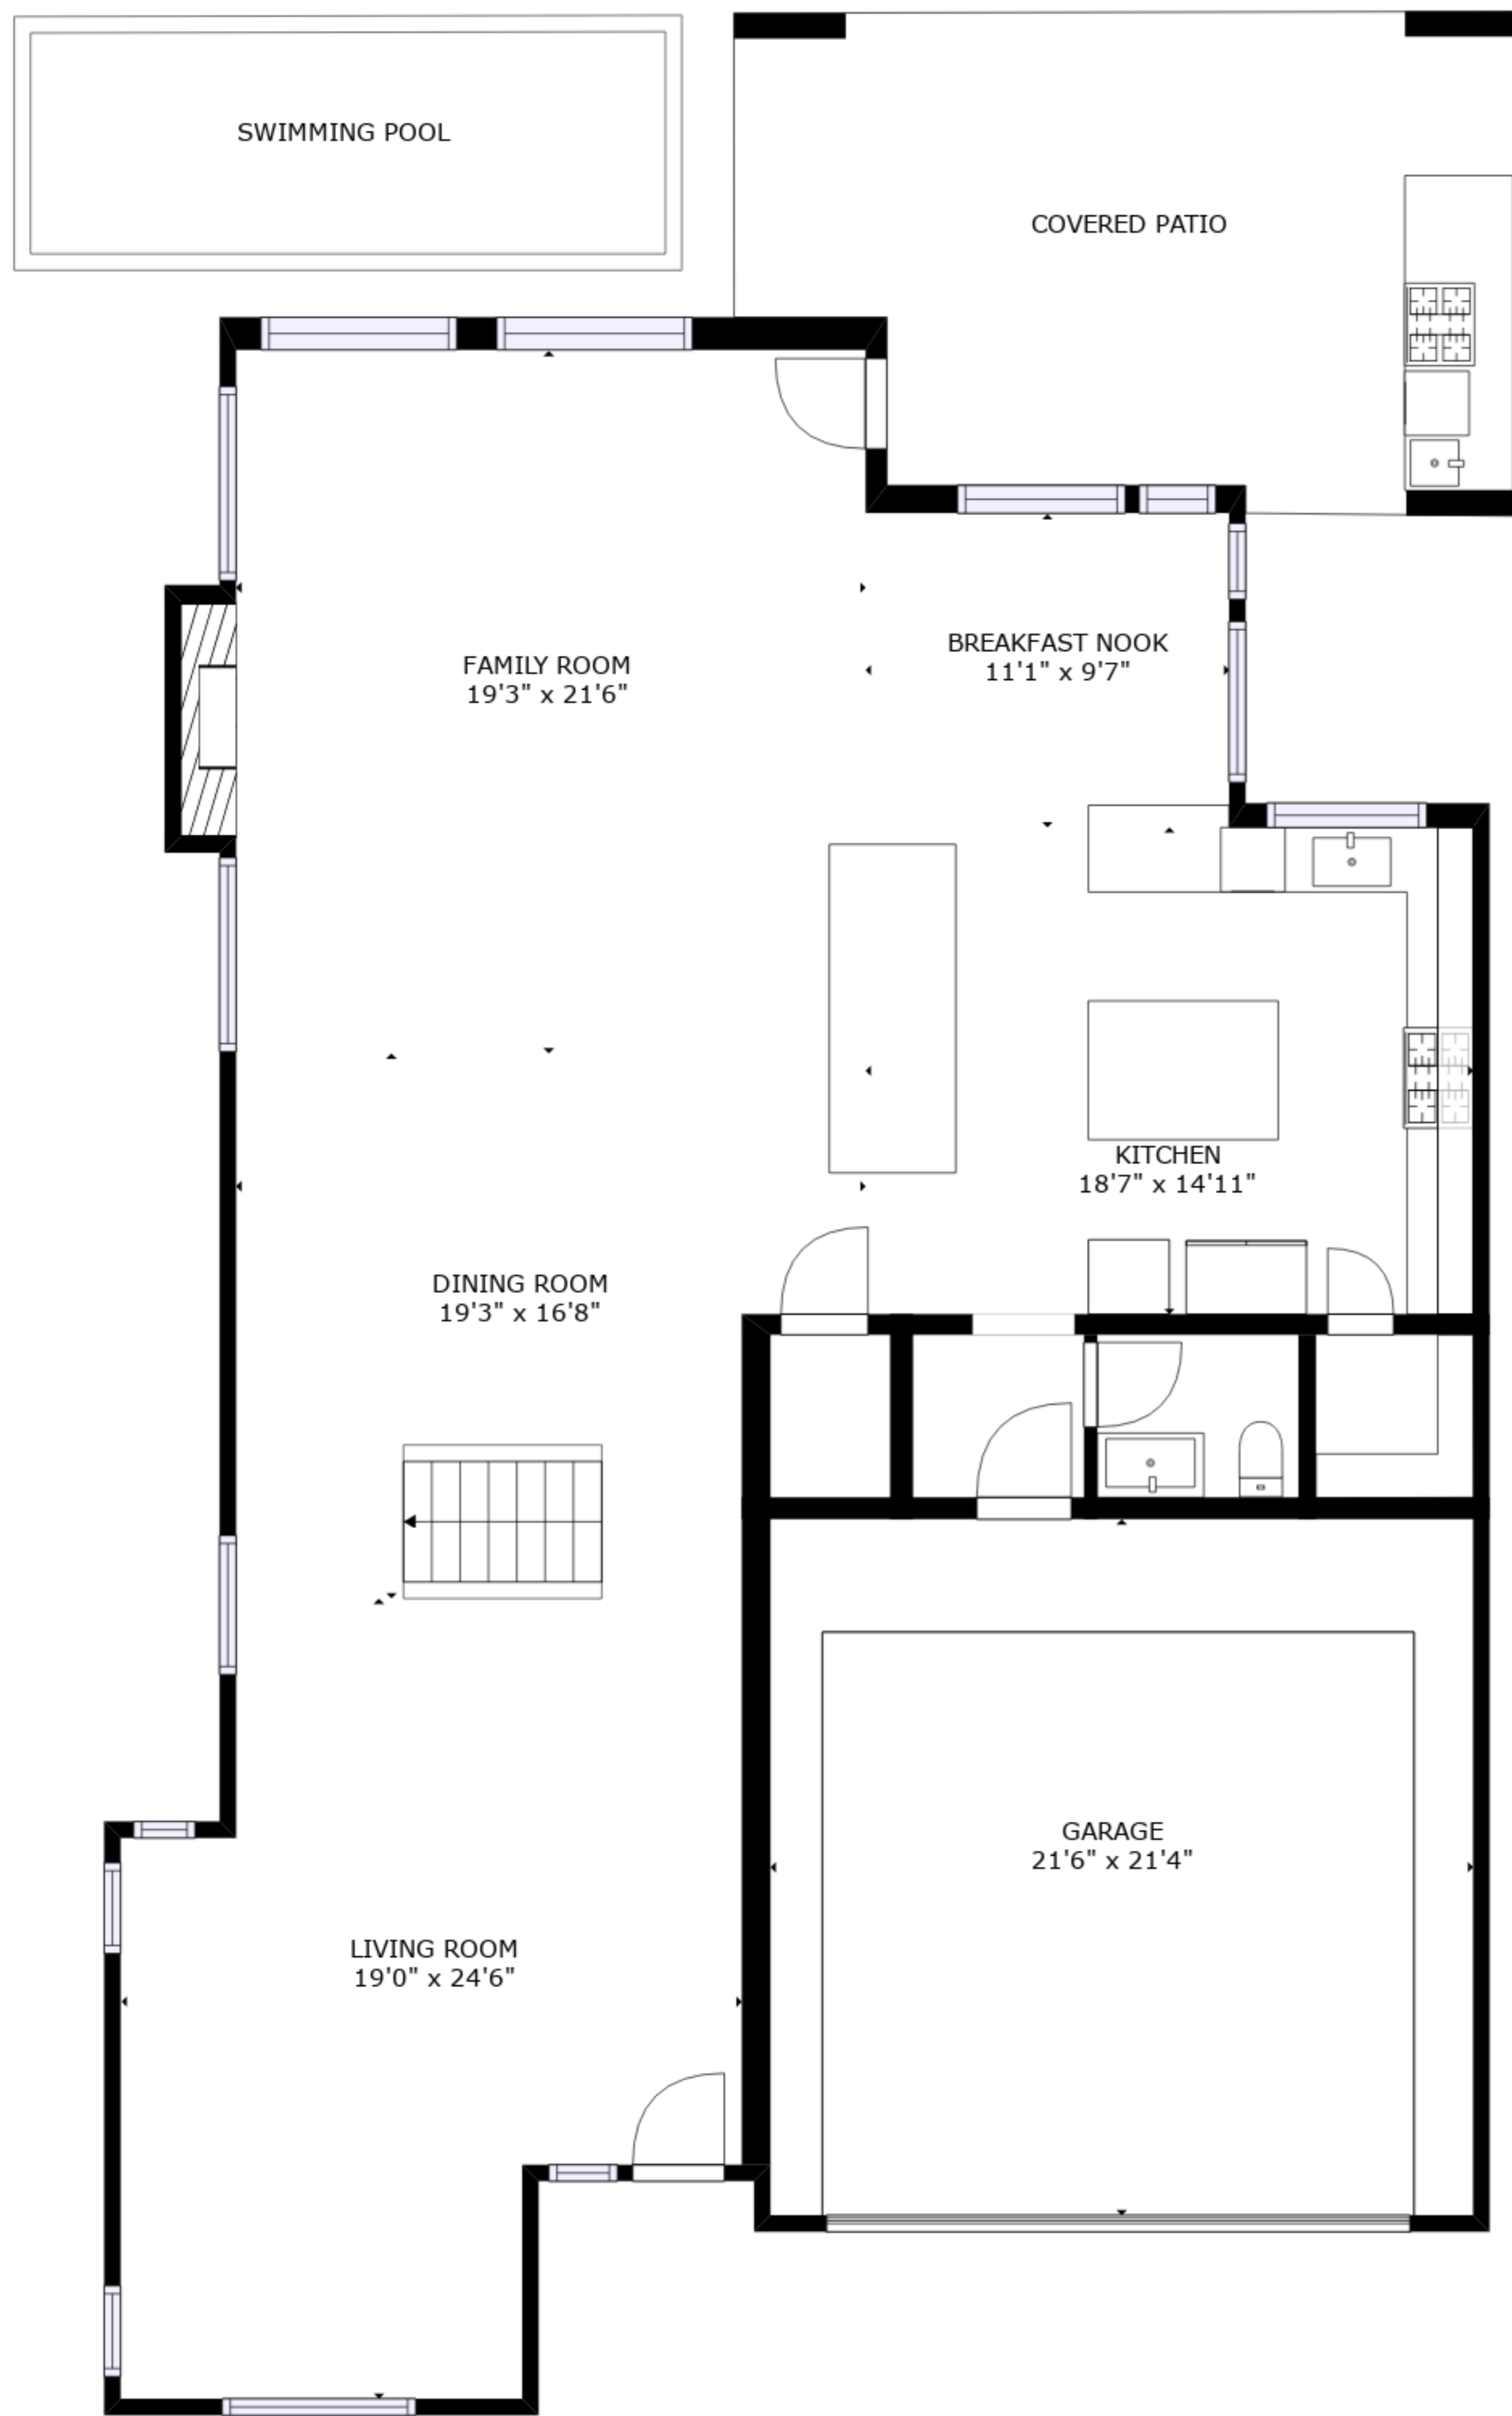 SWIMMING POOL
COVERED PATIO
FAMILY ROOM
19'3" x 21'6"
BREAKFAST NOOK
11'1" x 9'7"
KITCHEN
18'7" x 14'11"
DINING ROOM
19'3" x 16'8"
GARAGE
21'6" x 21'4"
LIVING ROOM
19'0" x 24'6"